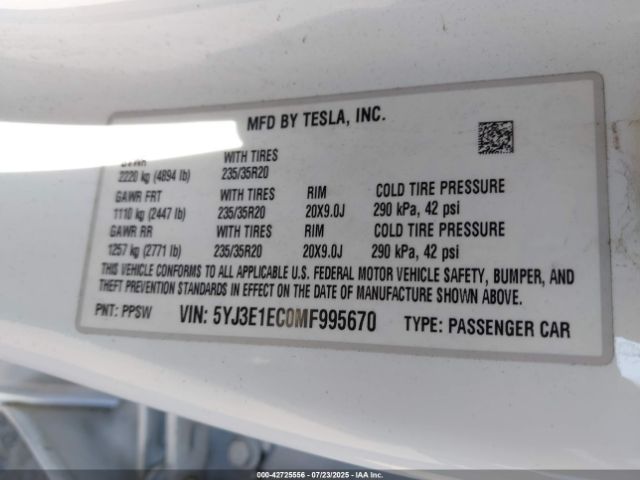 MFD BY TESLA, INC.
WITH TIRES
2220 kg (4894 lb) 235/35R20
GAWR FRT WITH TIRES RIM COLD TIRE PRESSURE
1110 kg (2447 lb) 235/35R20 20X9.0J 290 kPa, 42 psi
GAWR RR WITH TIRES RIM COLD TIRE PRESSURE
1257 kg (2771 lb) 235/35R20 20X9.0J 290 kPa, 42 psi
THIS VEHICLE CONFORMS TO ALL APPLICABLE U.S. FEDERAL MOTOR VEHICLE SAFETY, BUMPER, AND
THEFT PREVENTION STANDARDS IN EFFECT ON THE DATE OF MANUFACTURE SHOWN ABOVE.
PNT: PPSW VIN: 5YJ3E1EC0MF995670 TYPE: PASSENGER CAR
000-42725556 - 07/23/2025 - IAAI.COM